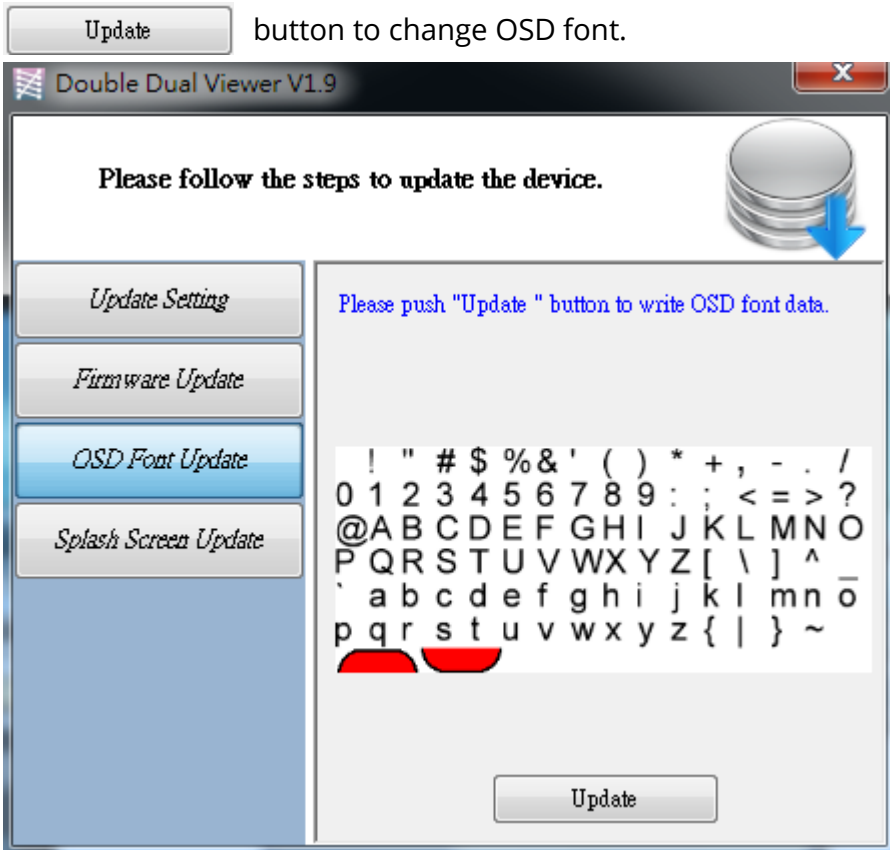 Update button to change OSD font.
Double Dual Viewer V1.9
X
Please follow the steps to update the device.
Update Setting
Firmware Update
OSD Font Update
Splash Screen Update
Please push "Update " button to write OSD font data.
! " # $ % & ' ( ) * + , - . /
0 1 2 3 4 5 6 7 8 9 : ; < = > ?
@ A B C D E F G H I J K L M N O
P Q R S T U V W X Y Z [ \ ] ^ _
` a b c d e f g h i j k l m n o
p q r s t u v w x y z { | } ~
Update